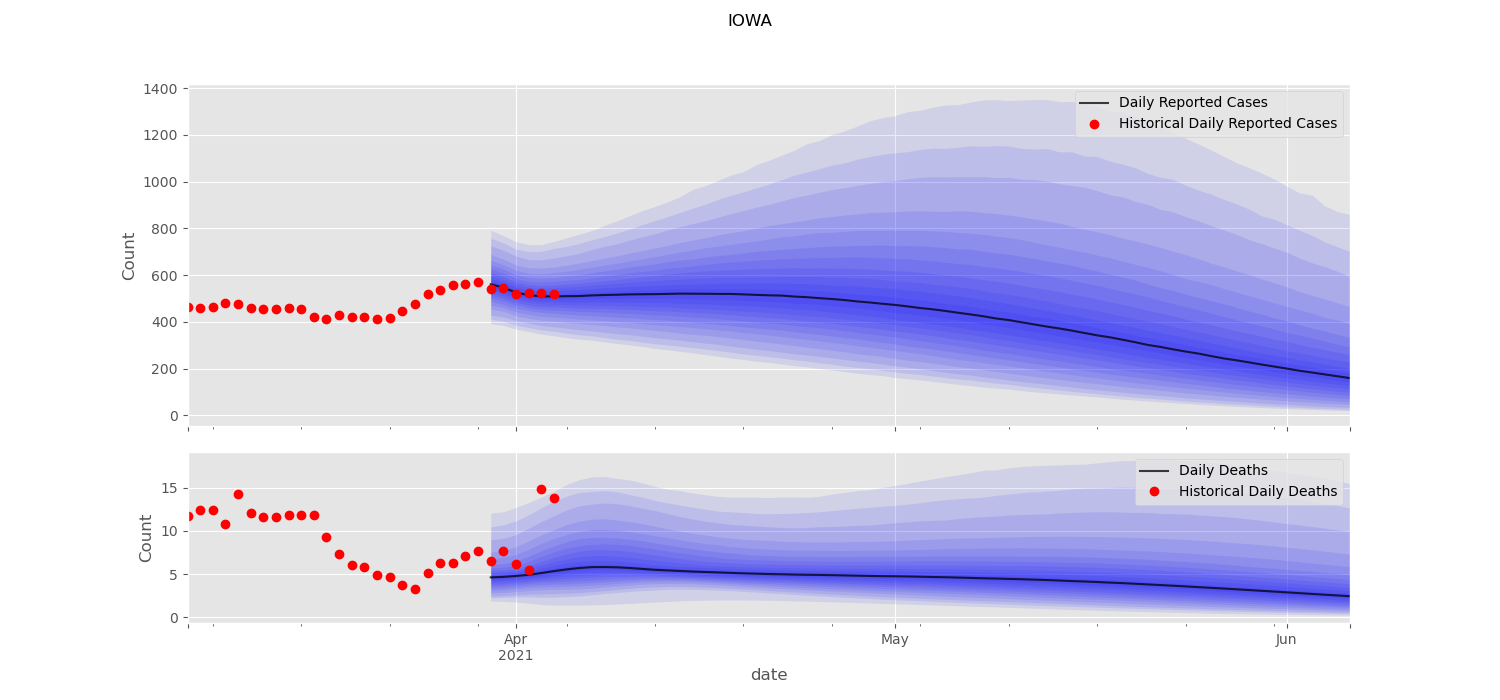 IOWA
1400
1200
1000
800
600
400
200
0
Count
Daily Reported Cases
Historical Daily Reported Cases
15
10
5
0
Count
Daily Deaths
Historical Daily Deaths
Apr
2021
May
Jun
date